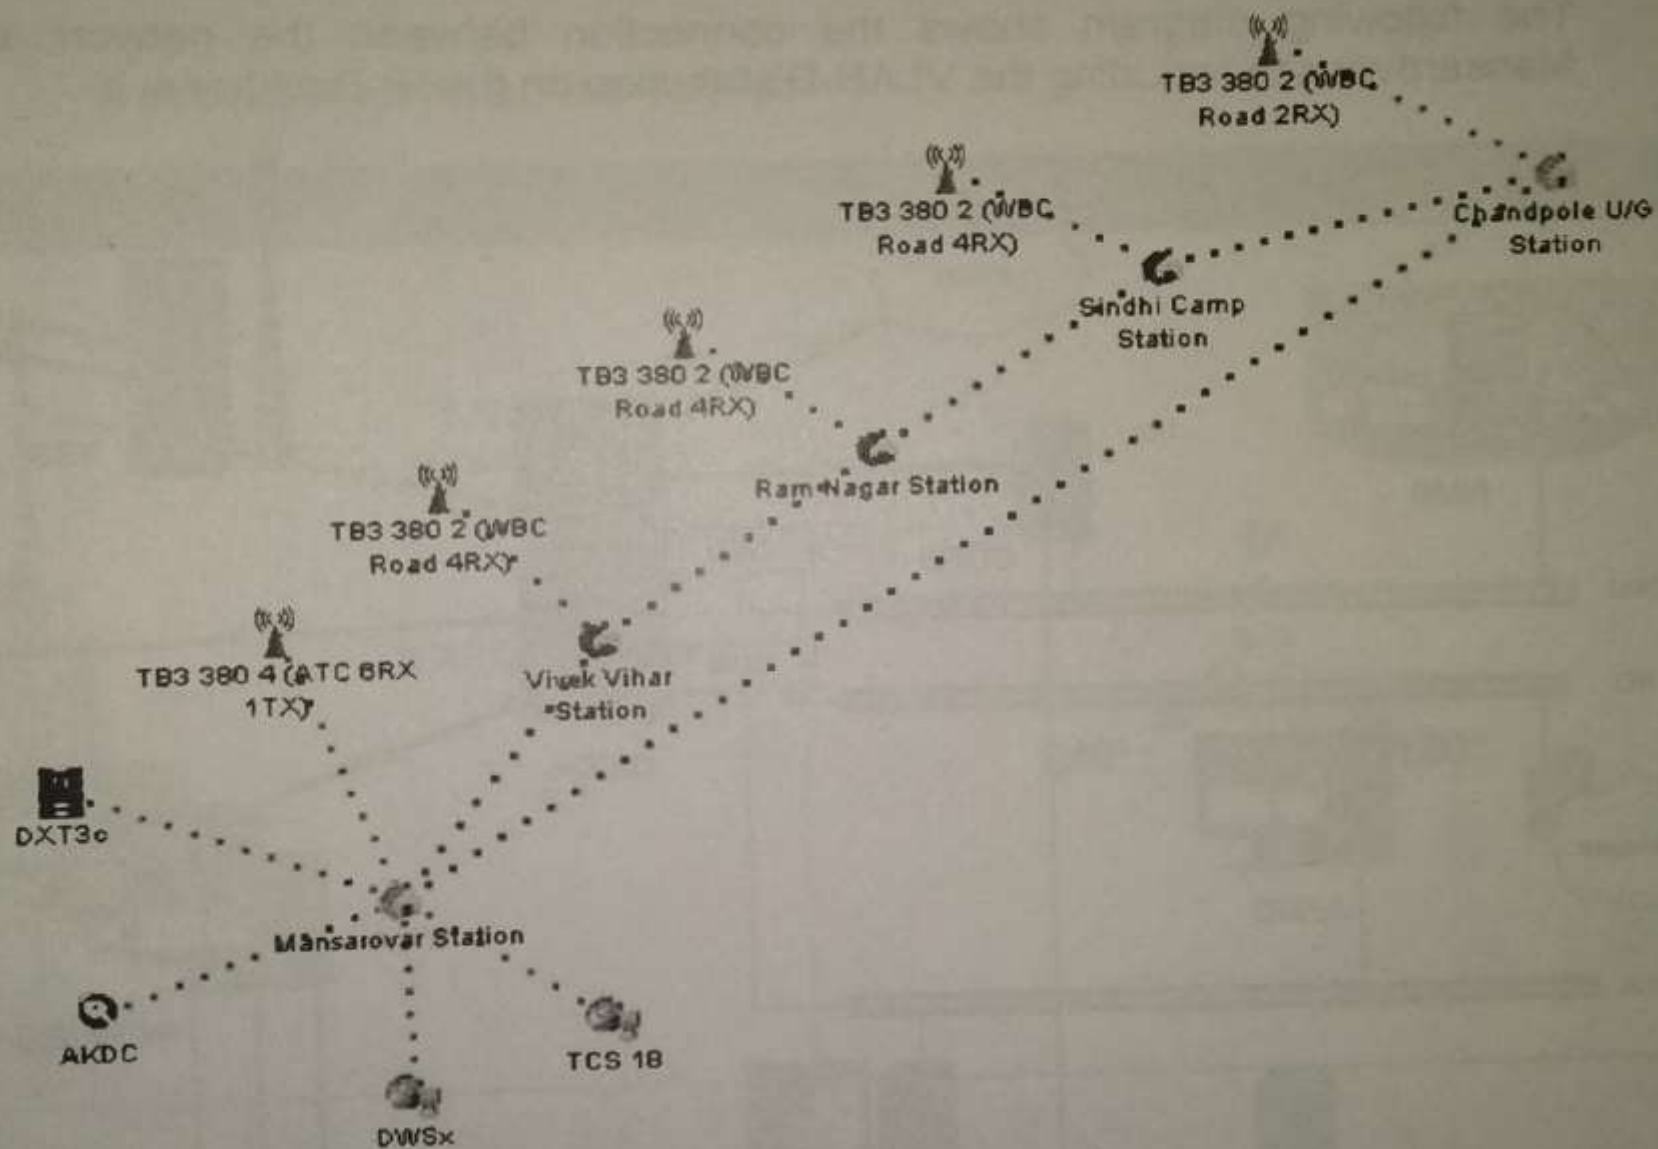 TB3 380 2 (WBC
Road 2RX)
TB3 380 2 (WBC
Road 4RX)
Chandpole U/G
Station
Sindhi Camp
Station
TB3 380 2 (WBC
Road 4RX)
Ram Nagar Station
TB3 380 2 (WBC
Road 4RX)
TB3 380 4 (ATC 6RX
1TX)
Vivek Vihar
Station
DXT3c
Mansarovar Station
AKDC
TCS 18
DWSx